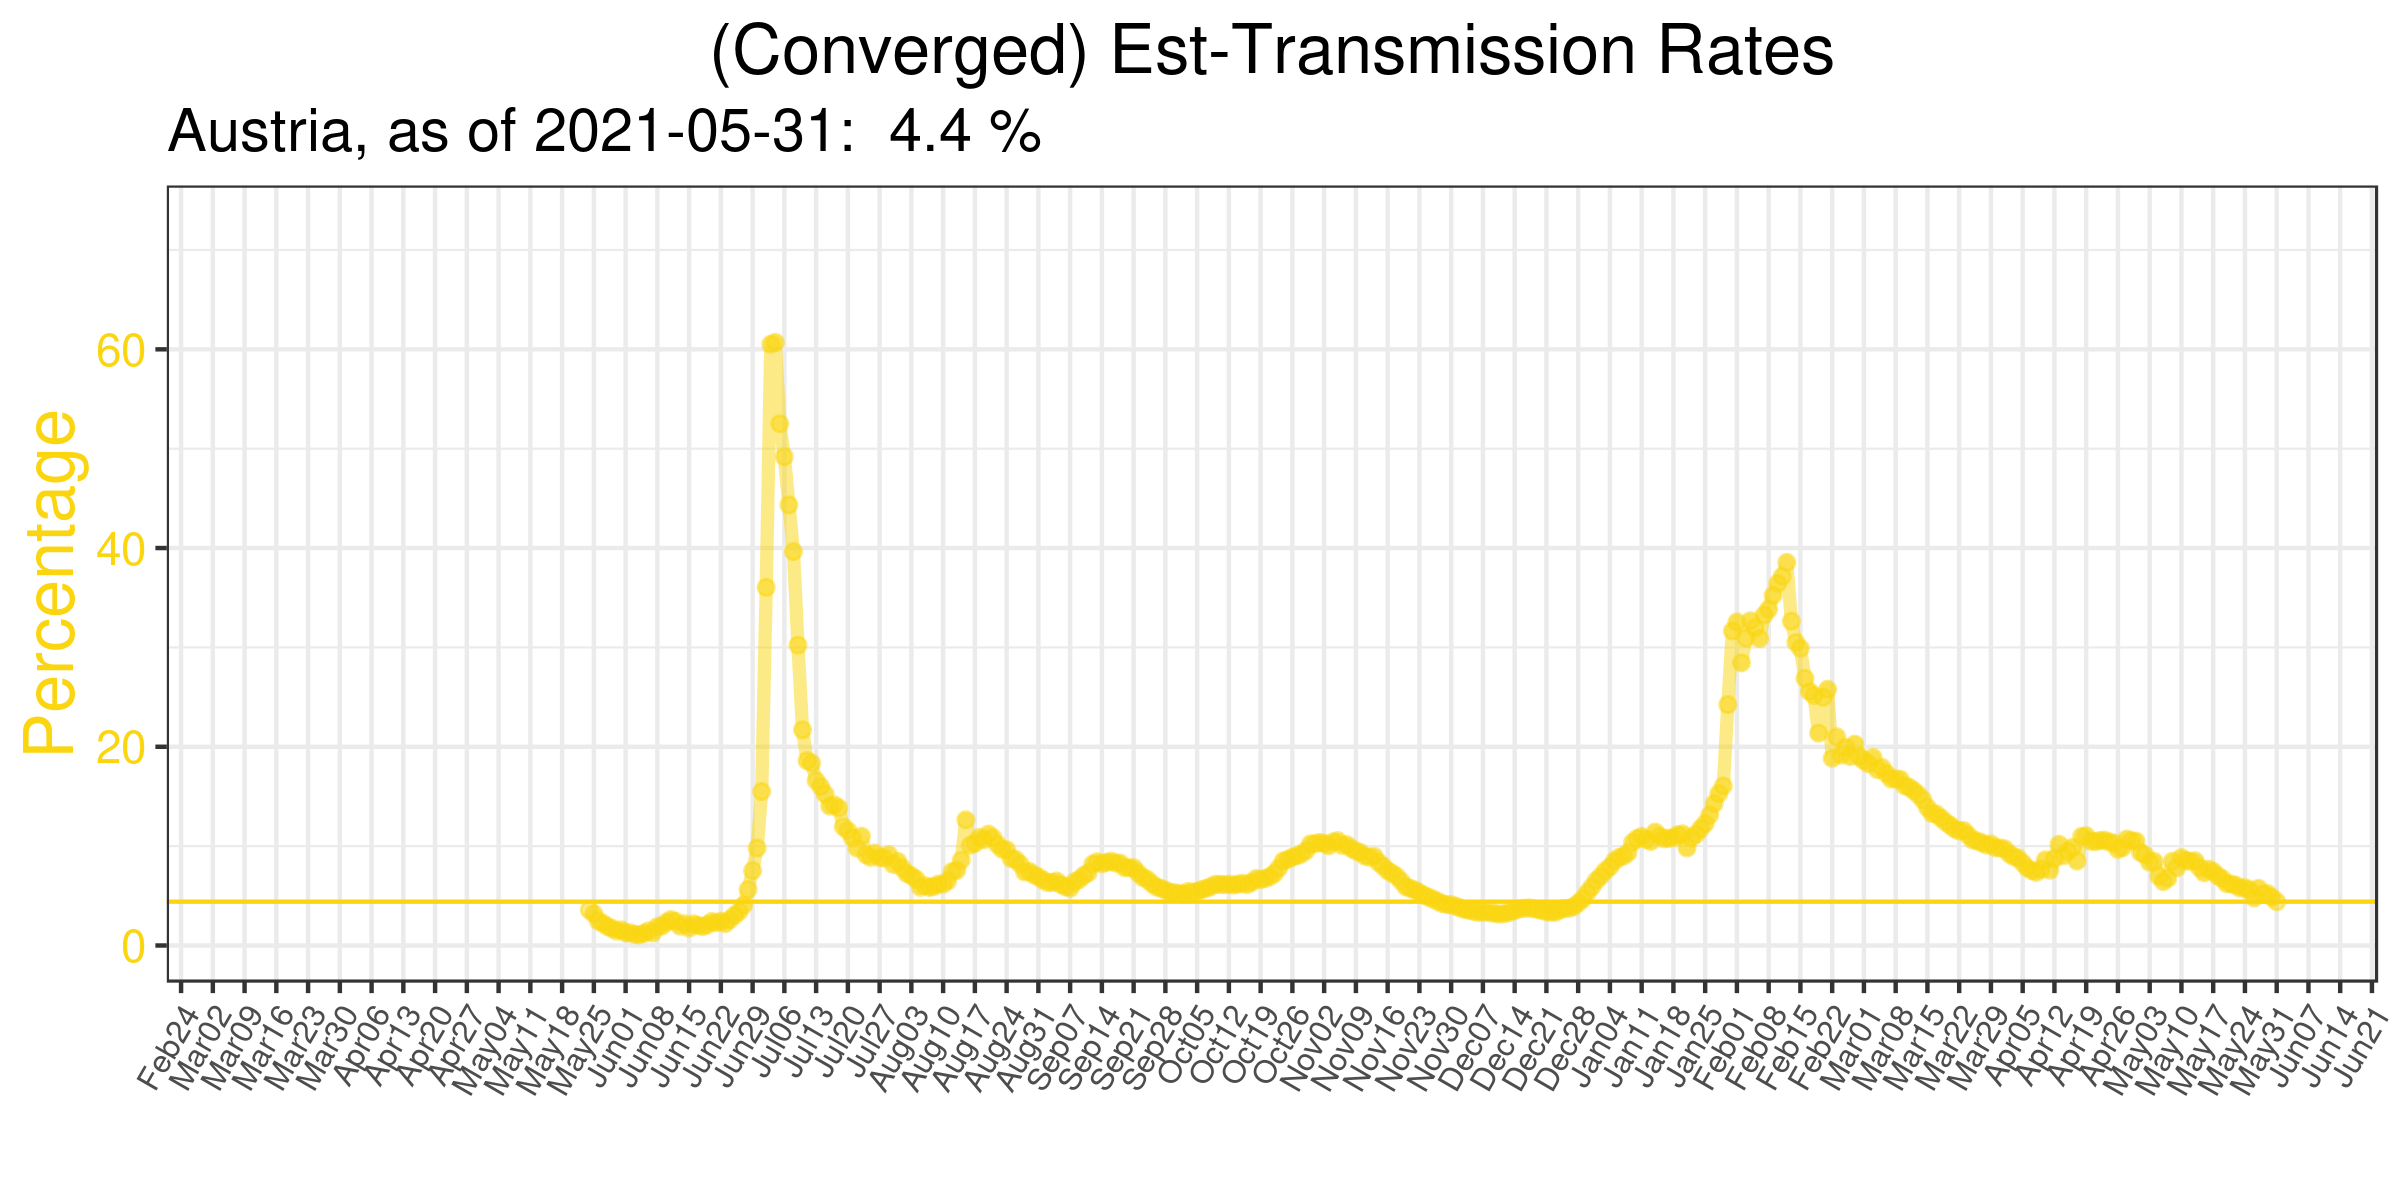 (Converged) Est-Transmission Rates
Austria, as of 2021-05-31:  4.4 %
Percentage
60
40
20
0
Feb24
Mar02
Mar09
Mar16
Mar23
Mar30
Apr06
Apr13
Apr20
Apr27
May04
May11
May18
May25
Jun01
Jun08
Jun15
Jun22
Jun29
Jul06
Jul13
Jul20
Jul27
Aug03
Aug10
Aug17
Aug24
Aug31
Sep07
Sep14
Sep21
Sep28
Oct05
Oct12
Oct19
Oct26
Nov02
Nov09
Nov16
Nov23
Nov30
Dec07
Dec14
Dec21
Dec28
Jan04
Jan11
Jan18
Jan25
Feb01
Feb08
Feb15
Feb22
Mar01
Mar08
Mar15
Mar22
Mar29
Apr05
Apr12
Apr19
Apr26
May03
May10
May17
May24
May31
Jun07
Jun14
Jun21